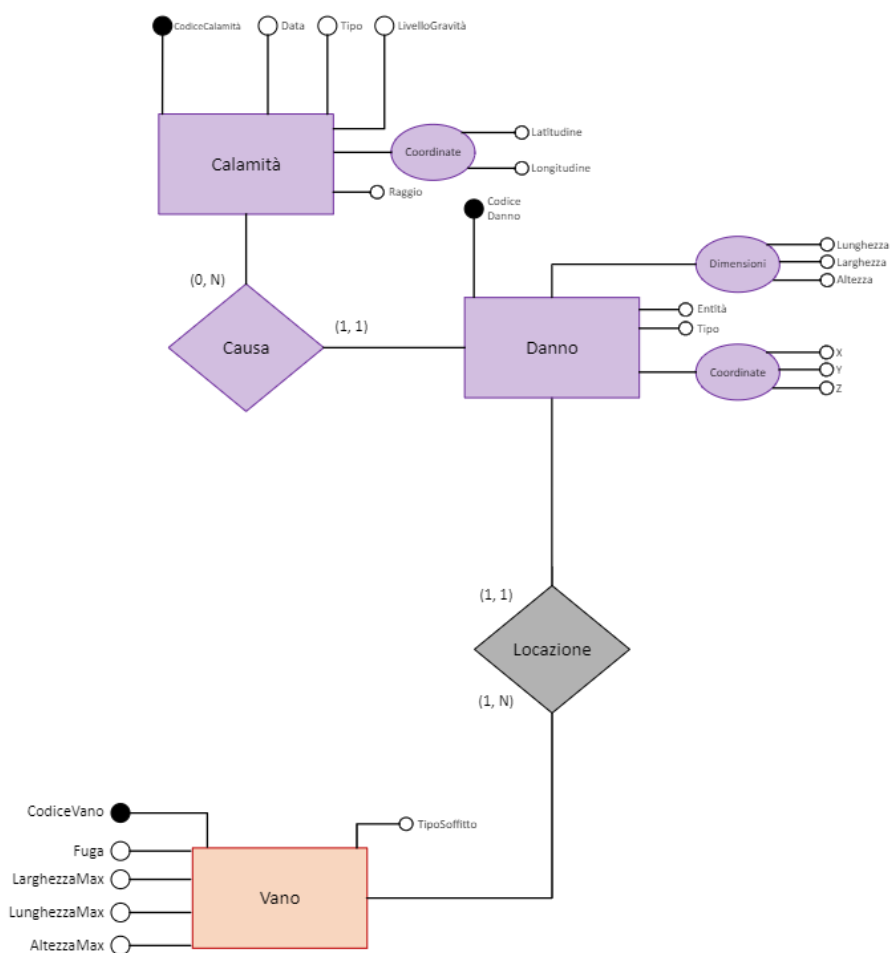 CodiceCalamità
Data
Tipo
LivelloGravità
Calamità
Coordinate
Latitudine
Longitudine
Raggio
Codice
Danno
Dimensioni
Lunghezza
Larghezza
Altezza
(0, N)
Causa
(1, 1)
Danno
Entità
Tipo
Coordinate
X
Y
Z
(1, 1)
Locazione
(1, N)
CodiceVano
TipoSoffitto
Fuga
LarghezzaMax
Vano
LunghezzaMax
AltezzaMax